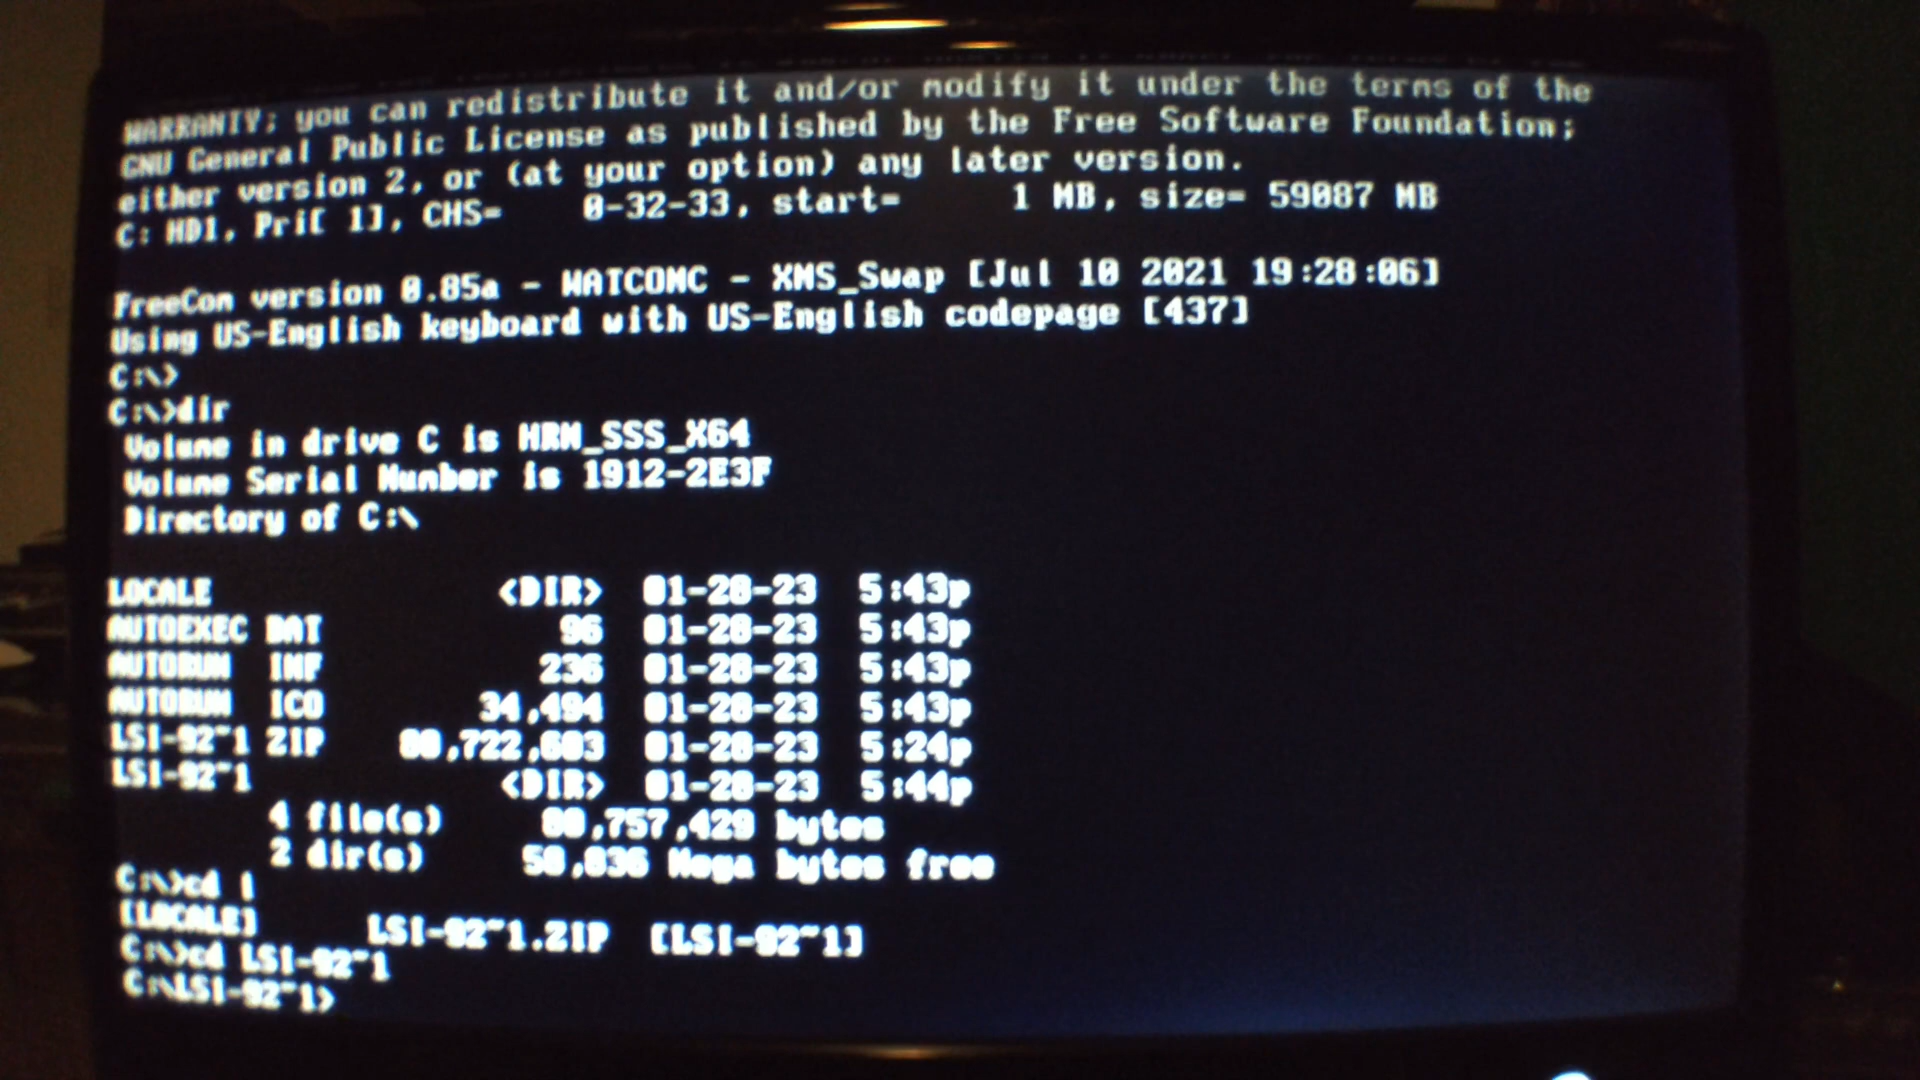 WARRANTY; you can redistribute it and/or modify it under the terms of the
GNU General Public License as published by the Free Software Foundation;
either version 2, or (at your option) any later version.
C: HD1, Pri[ 1], CHS=    0-32-33, start=      1 MB, size= 59087 MB
FreeCom version 0.85a - WATCOMC - XMS_Swap [Jul 10 2021 19:28:06]
Using US-English keyboard with US-English codepage [437]
C:\>
C:\>dir
Volume in drive C is HRM_SSS_X64
Volume Serial Number is 1912-2E3F
Directory of C:\
LOCALE <DIR> 01-28-23 5:43p
AUTOEXEC BAT 96 01-28-23 5:43p
AUTORUN INF 236 01-28-23 5:43p
AUTORUN ICO 34,494 01-28-23 5:43p
LSI-92~1 ZIP 80,722,603 01-28-23 5:24p
LSI-92~1 <DIR> 01-28-23 5:44p
4 file(s) 80,757,429 bytes
2 dir(s) Mega bytes free
C:\>cd l
[LOCALE] LSI-92~1.ZIP [LSI-92~1]
C:\>cd LSI-92~1
C:\LSI-92~1>